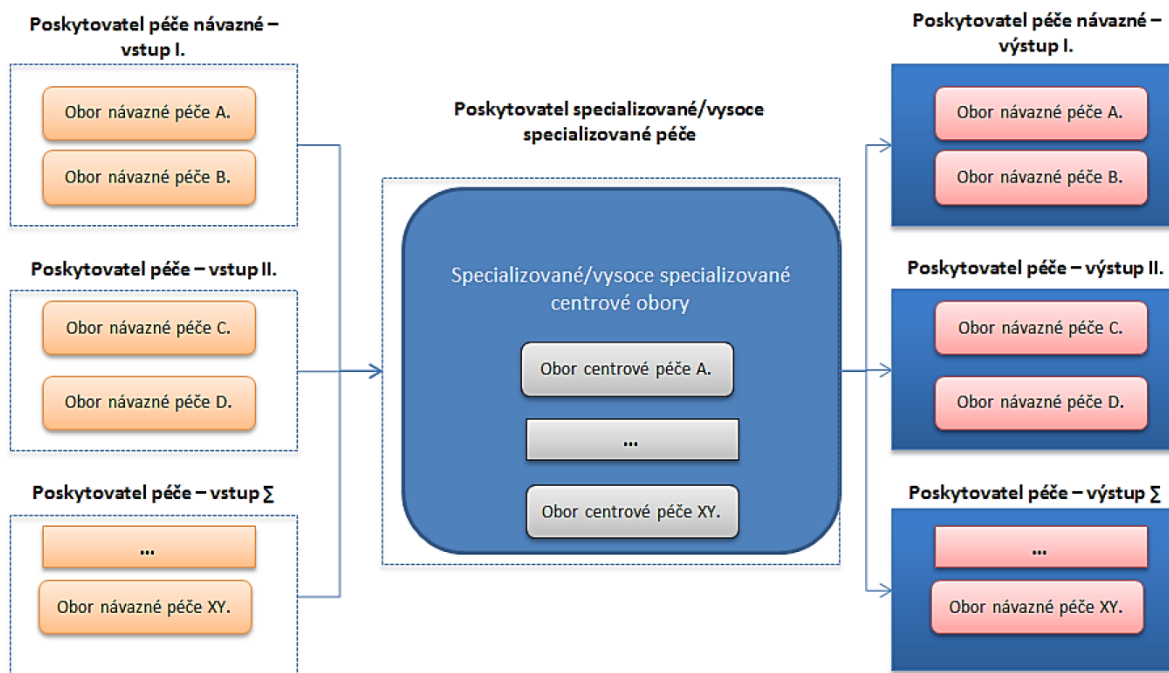 Poskytovatel péče návazné –
vstup I.
Obor návazné péče A.
Obor návazné péče B.
Poskytovatel péče – vstup II.
Obor návazné péče C.
Obor návazné péče D.
Poskytovatel péče – vstup ∑
...
Obor návazné péče XY.
Poskytovatel specializované/vysoce
specializované péče
Specializované/vysoce specializované
centrové obory
Obor centrové péče A.
...
Obor centrové péče XY.
Poskytovatel péče návazné –
výstup I.
Obor návazné péče A.
Obor návazné péče B.
Poskytovatel péče – výstup II.
Obor návazné péče C.
Obor návazné péče D.
Poskytovatel péče – výstup ∑
...
Obor návazné péče XY.